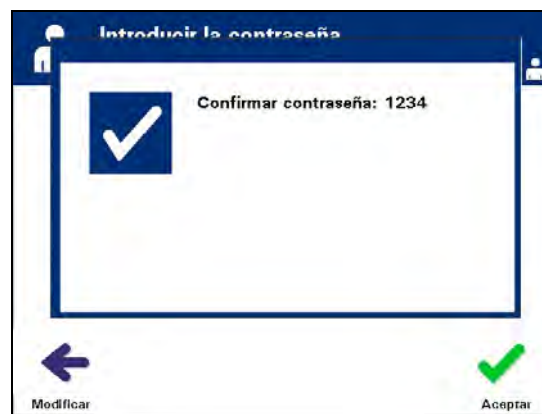 Introducir la contraseña
Confirmar contraseña: 1234
Modificar
Aceptar